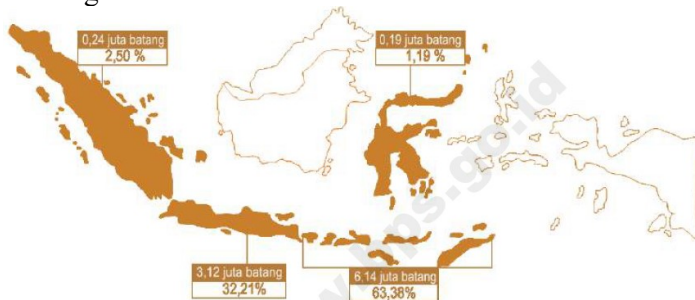 0,24 juta batang
2,50 %
0,19 juta batang
1,19 %
3,12 juta batang
32,21%
6,14 juta batang
63,38%